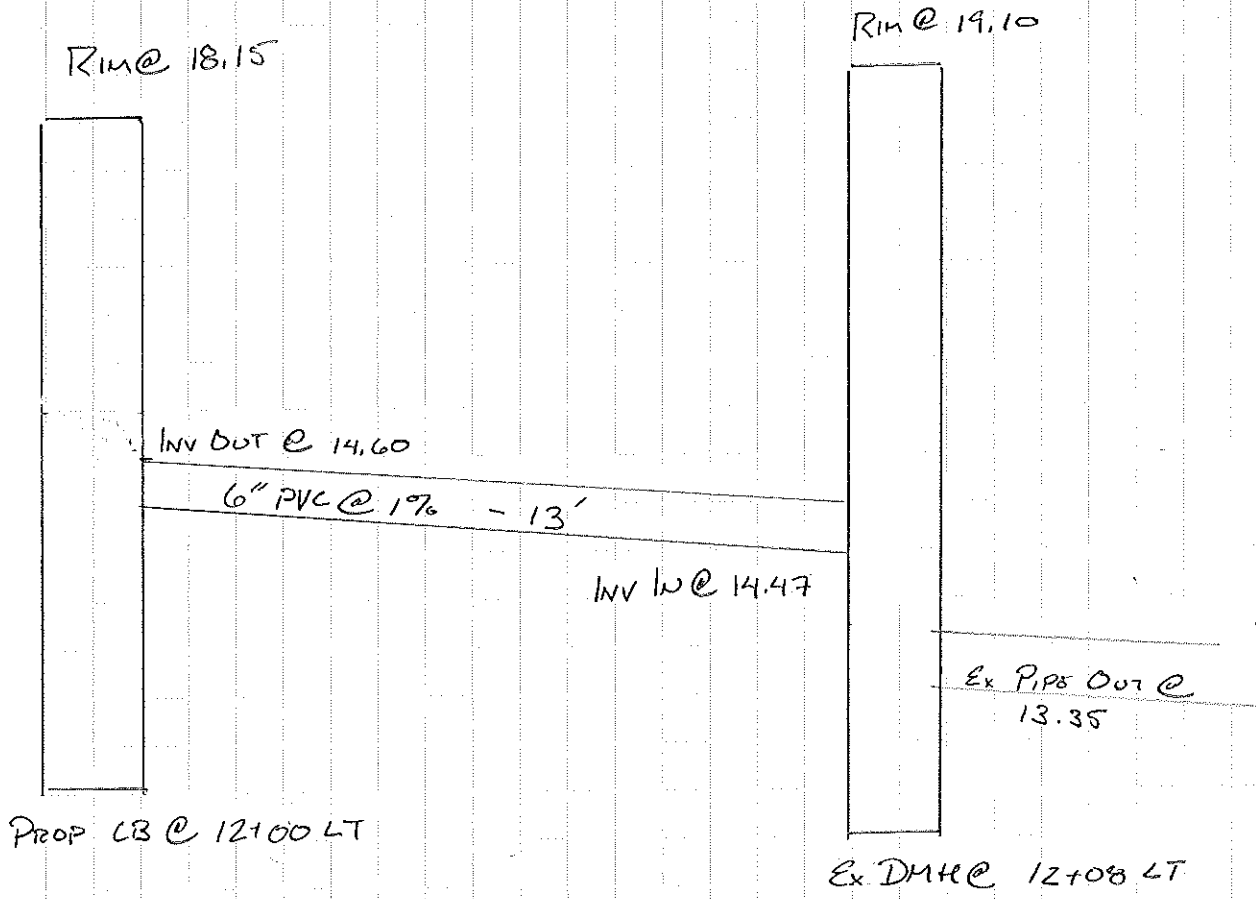 RIM @ 18.15
RIM @ 19.10
INV OUT @ 14.60
6" PVC @ 1% - 13'
INV IN @ 14.47
EX PIPE OUT @
13.35
PROP CB @ 12+00 LT
EX DMH @ 12+08 LT